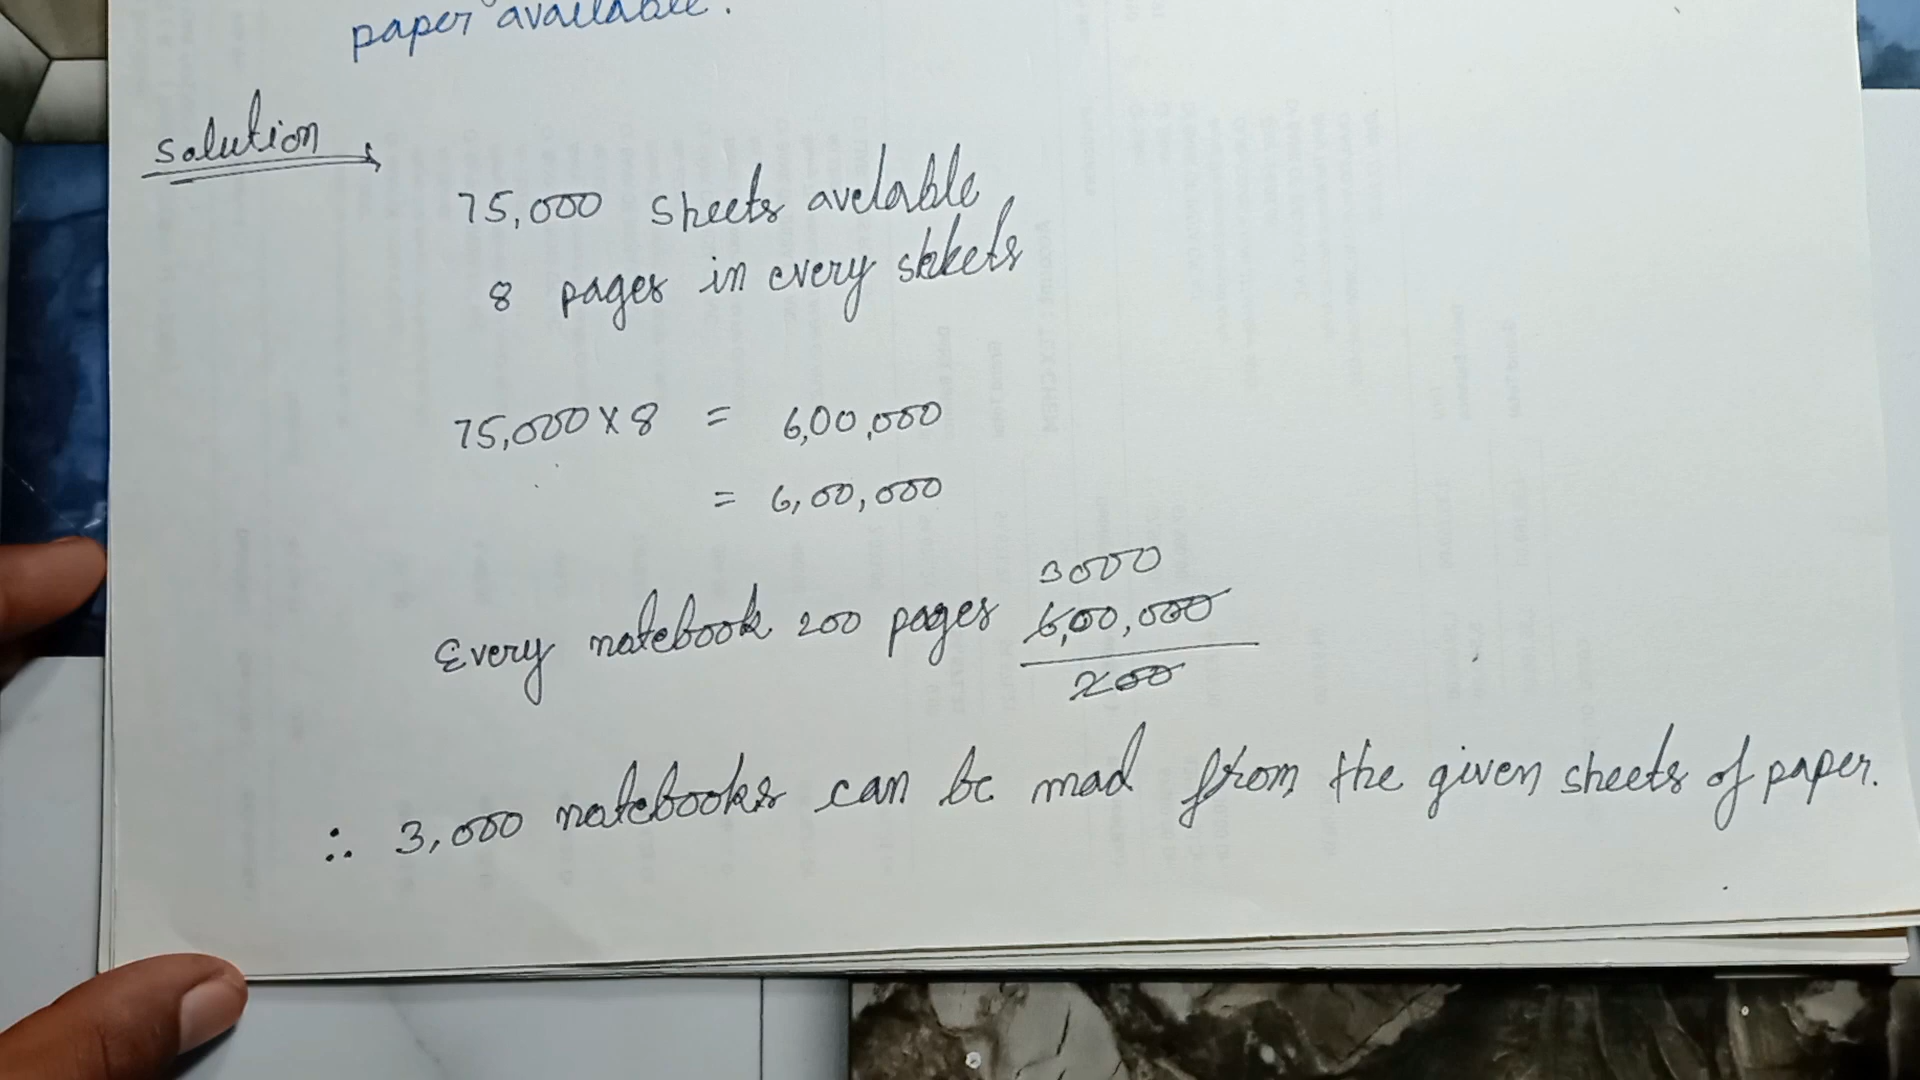 paper available.
Solution
75,000 sheets avelable
8 pages in every shkets
75,000 x 8 = 6,00,000
= 6,00,000
3000
Every notebook 200 pages 6,00,000
200
∴ 3,000 notebooks can be mad from the given sheets of paper.